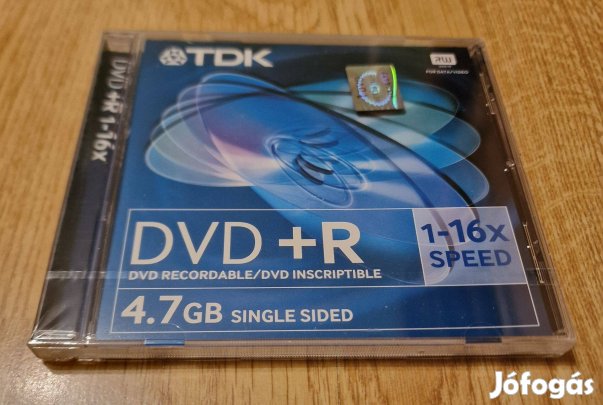 TDK
RW
FOR DATA/VIDEO
DVD +R 1-16x
DVD +R
DVD RECORDABLE/DVD INSCRIPTIBLE
1-16x
SPEED
4.7GB SINGLE SIDED
Jófogás